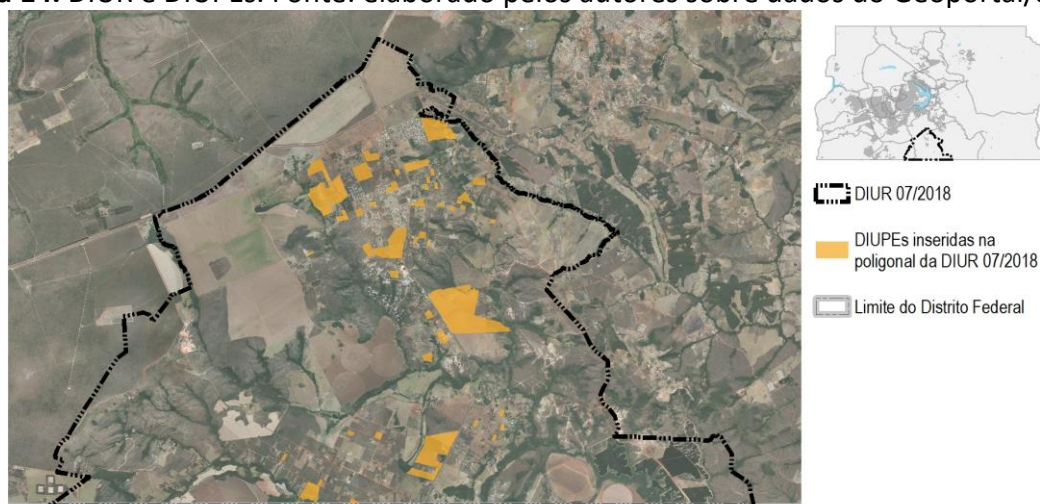 DIUR e DIUPEs. Fonte: elaborado pelos autores sobre dados do Geoportal/
DIUR 07/2018
DIUPEs inseridas na
poligonal da DIUR 07/2018
Limite do Distrito Federal